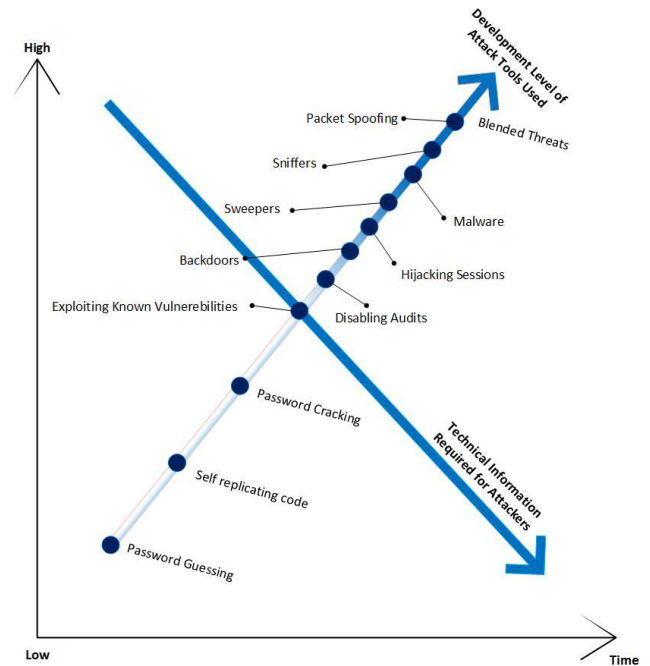 High
Development Level of
Attack Tools Used
Packet Spoofing
Blended Threats
Sniffers
Sweepers
Malware
Backdoors
Hijacking Sessions
Exploiting Known Vulnerebilities
Disabling Audits
Password Cracking
Technical Information
Required for Attackers
Self replicating code
Password Guessing
Low
Time